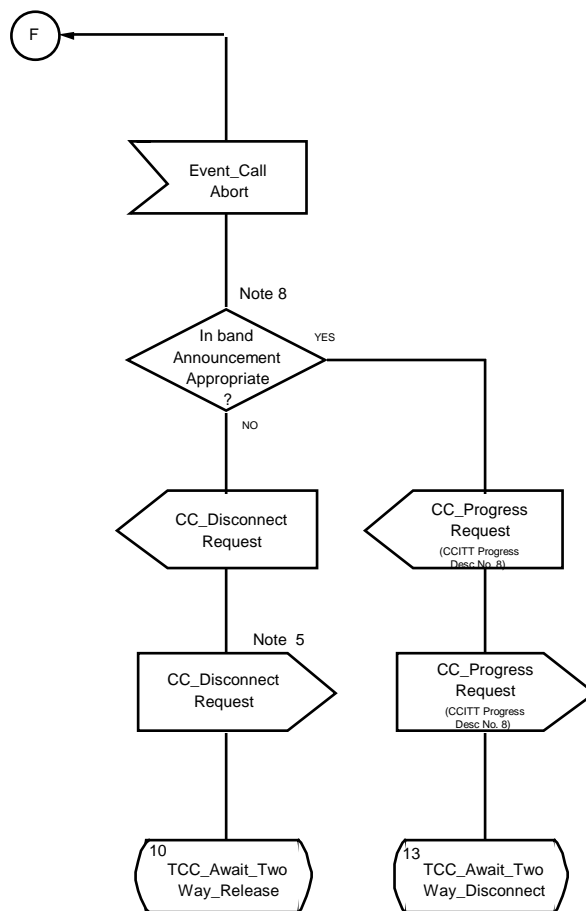 F
Event_Call
Abort
Note 8
In band
Announcement
Appropriate
?
YES
NO
CC_Disconnect
Request
CC_Progress
Request
(CCITT Progress
Desc No. 8)
Note 5
CC_Disconnect
Request
CC_Progress
Request
(CCITT Progress
Desc No. 8)
10
TCC_Await_Two
Way_Release
13
TCC_Await_Two
Way_Disconnect